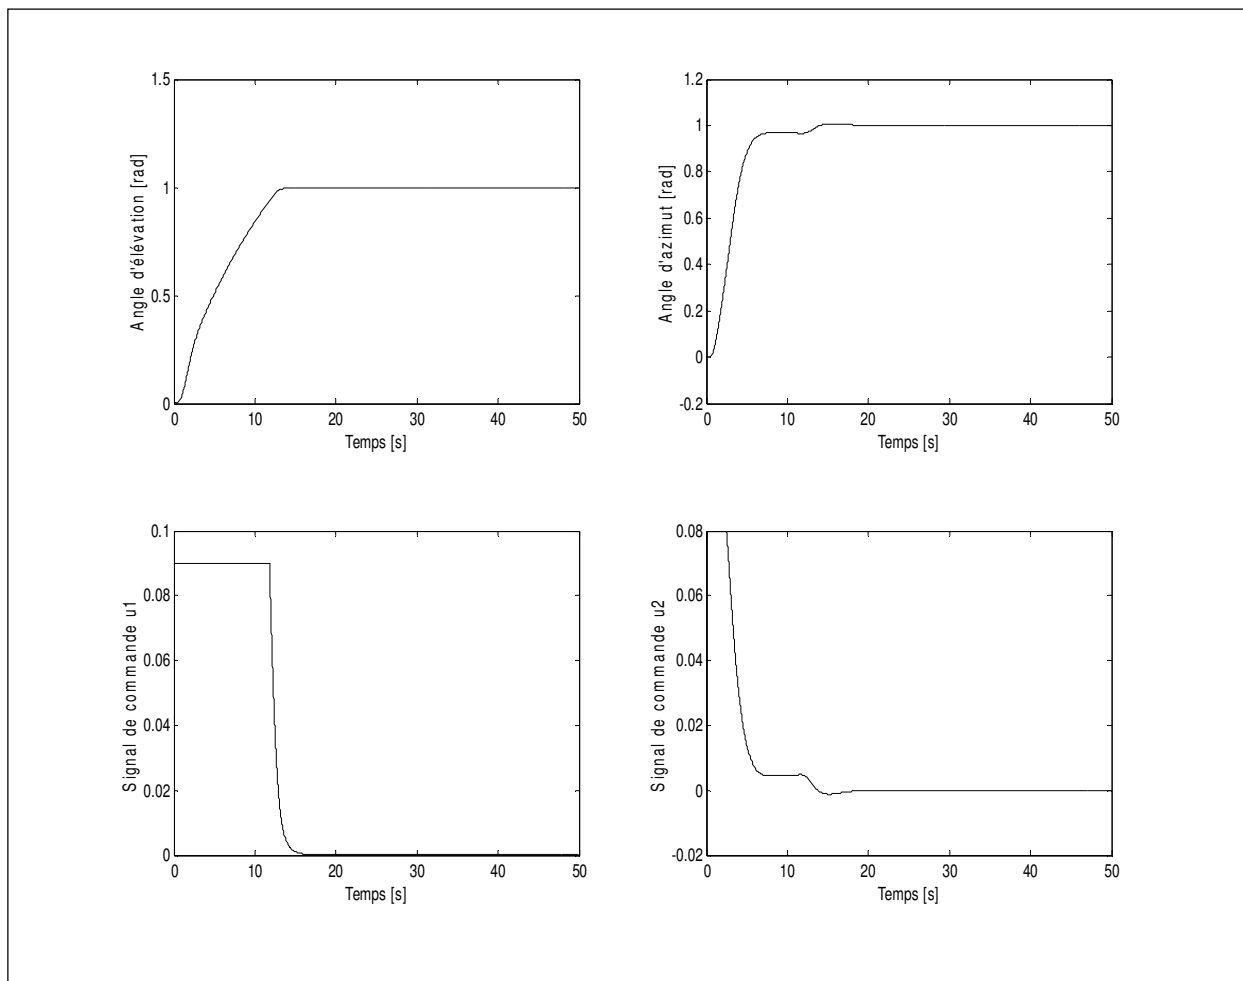 1.5
1
0.5
0
0 10 20 30 40 50
Temps [s]
Angle d'élévation [rad]
1.2
1
0.8
0.6
0.4
0.2
0
-0.2
0 10 20 30 40 50
Temps [s]
Angle d'azimut [rad]
0.1
0.08
0.06
0.04
0.02
0
0 10 20 30 40 50
Temps [s]
Signal de commande u1
0.08
0.06
0.04
0.02
0
-0.02
0 10 20 30 40 50
Temps [s]
Signal de commande u2